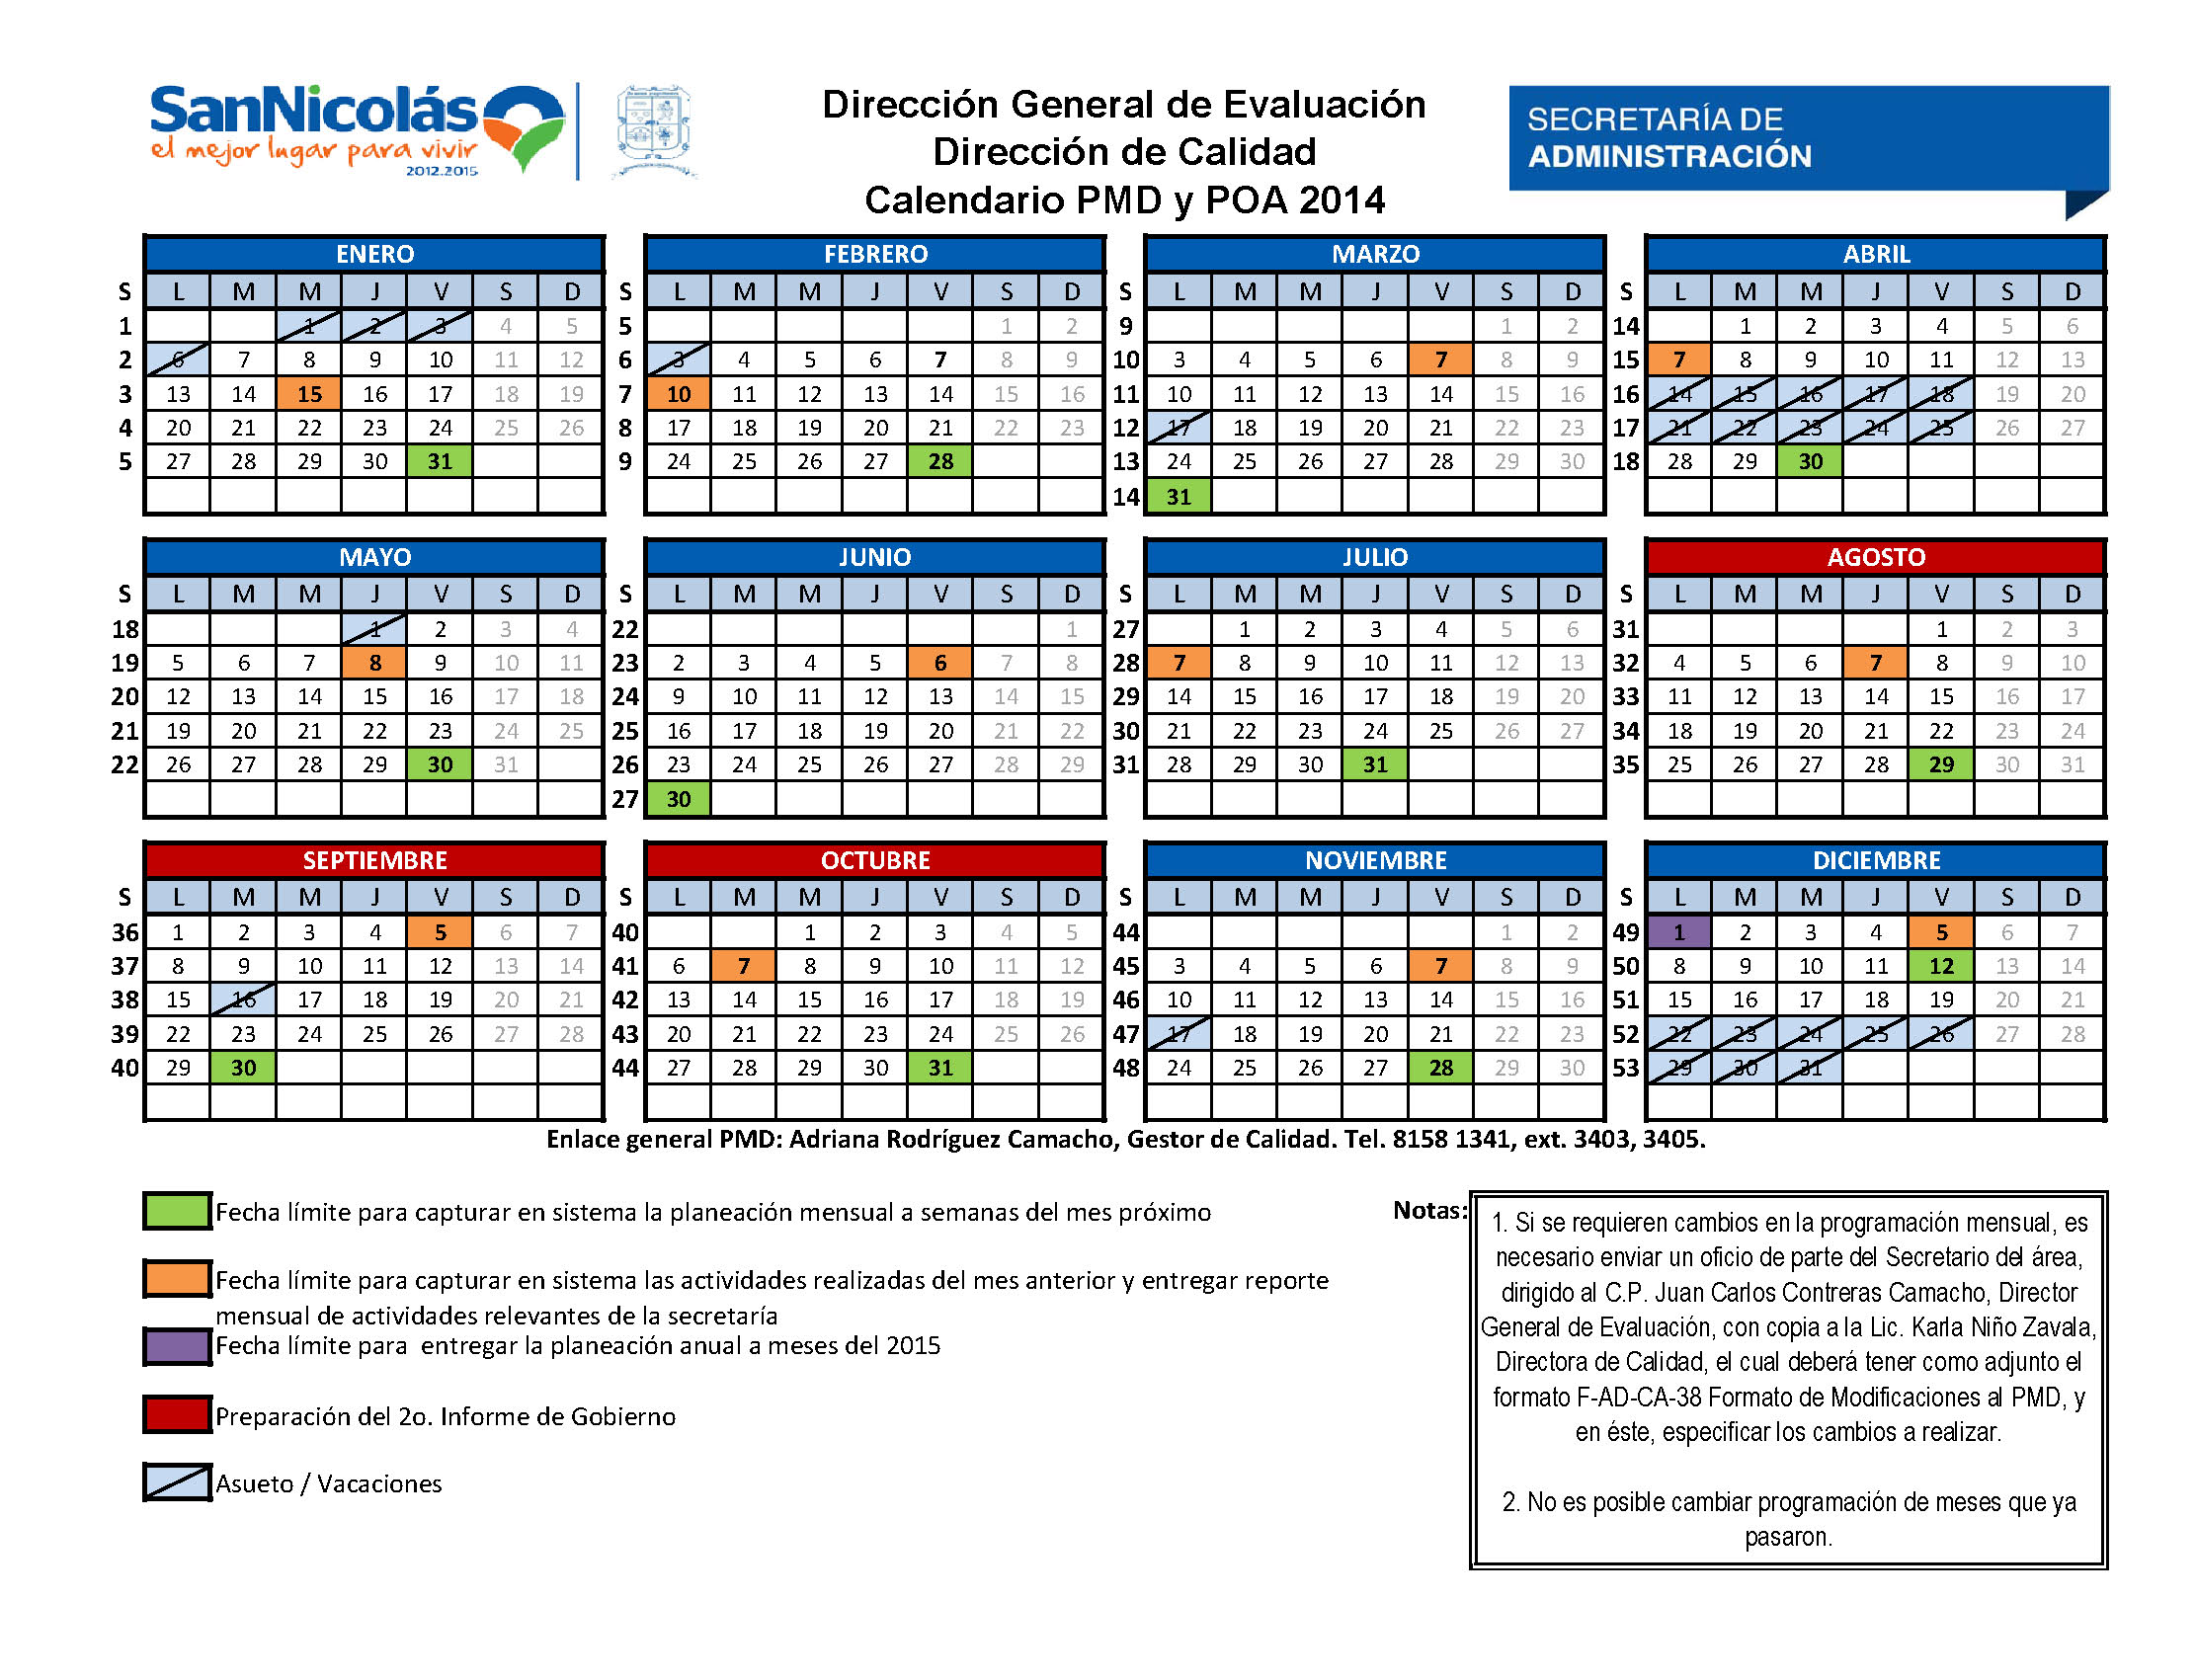 SanNicolás
el mejor lugar para vivir
2012.2015
Dirección General de Evaluación
Dirección de Calidad
Calendario PMD y POA 2014
SECRETARÍA DE
ADMINISTRACIÓN
ENERO FEBRERO MARZO ABRIL
S L M M J V S D S L M M J V S D S L M M J V S D S L M M J V S D
1 1 2 3 4 5 5 1 2 9 1 2 14 1 2 3 4 5 6
2 6 7 8 9 10 11 12 6 3 4 5 6 7 8 9 10 3 4 5 6 7 8 9 15 7 8 9 10 11 12 13
3 13 14 15 16 17 18 19 7 10 11 12 13 14 15 16 11 10 11 12 13 14 15 16 16 14 15 16 17 18 19 20
4 20 21 22 23 24 25 26 8 17 18 19 20 21 22 23 12 17 18 19 20 21 22 23 17 21 22 23 24 25 26 27
5 27 28 29 30 31 9 24 25 26 27 28 13 24 25 26 27 28 29 30 18 28 29 30
14 31
MAYO JUNIO JULIO AGOSTO
S L M M J V S D S L M M J V S D S L M M J V S D S L M M J V S D
18 1 2 3 4 22 1 27 1 2 3 4 5 6 31 1 2 3
19 5 6 7 8 9 10 11 23 2 3 4 5 6 7 8 28 7 8 9 10 11 12 13 32 4 5 6 7 8 9 10
20 12 13 14 15 16 17 18 24 9 10 11 12 13 14 15 29 14 15 16 17 18 19 20 33 11 12 13 14 15 16 17
21 19 20 21 22 23 24 25 25 16 17 18 19 20 21 22 30 21 22 23 24 25 26 27 34 18 19 20 21 22 23 24
22 26 27 28 29 30 31 26 23 24 25 26 27 28 29 31 28 29 30 31 35 25 26 27 28 29 30 31
27 30
SEPTIEMBRE OCTUBRE NOVIEMBRE DICIEMBRE
S L M M J V S D S L M M J V S D S L M M J V S D S L M M J V S D
36 1 2 3 4 5 6 7 40 1 2 3 4 5 44 1 2 49 1 2 3 4 5 6 7
37 8 9 10 11 12 13 14 41 6 7 8 9 10 11 12 45 3 4 5 6 7 8 9 50 8 9 10 11 12 13 14
38 15 16 17 18 19 20 21 42 13 14 15 16 17 18 19 46 10 11 12 13 14 15 16 51 15 16 17 18 19 20 21
39 22 23 24 25 26 27 28 43 20 21 22 23 24 25 26 47 17 18 19 20 21 22 23 52 22 23 24 25 26 27 28
40 29 30 44 27 28 29 30 31 48 24 25 26 27 28 29 30 53 29 30 31
Enlace general PMD: Adriana Rodríguez Camacho, Gestor de Calidad. Tel. 8158 1341, ext. 3403, 3405.
Fecha límite para capturar en sistema la planeación mensual a semanas del mes próximo
Fecha límite para capturar en sistema las actividades realizadas del mes anterior y entregar reporte
mensual de actividades relevantes de la secretaría
Fecha límite para entregar la planeación anual a meses del 2015
Preparación del 2o. Informe de Gobierno
Asueto / Vacaciones
Notas:
1. Si se requieren cambios en la programación mensual, es
necesario enviar un oficio de parte del Secretario del área,
dirigido al C.P. Juan Carlos Contreras Camacho, Director
General de Evaluación, con copia a la Lic. Karla Niño Zavala,
Directora de Calidad, el cual deberá tener como adjunto el
formato F-AD-CA-38 Formato de Modificaciones al PMD, y
en éste, especificar los cambios a realizar.
2. No es posible cambiar programación de meses que ya
pasaron.